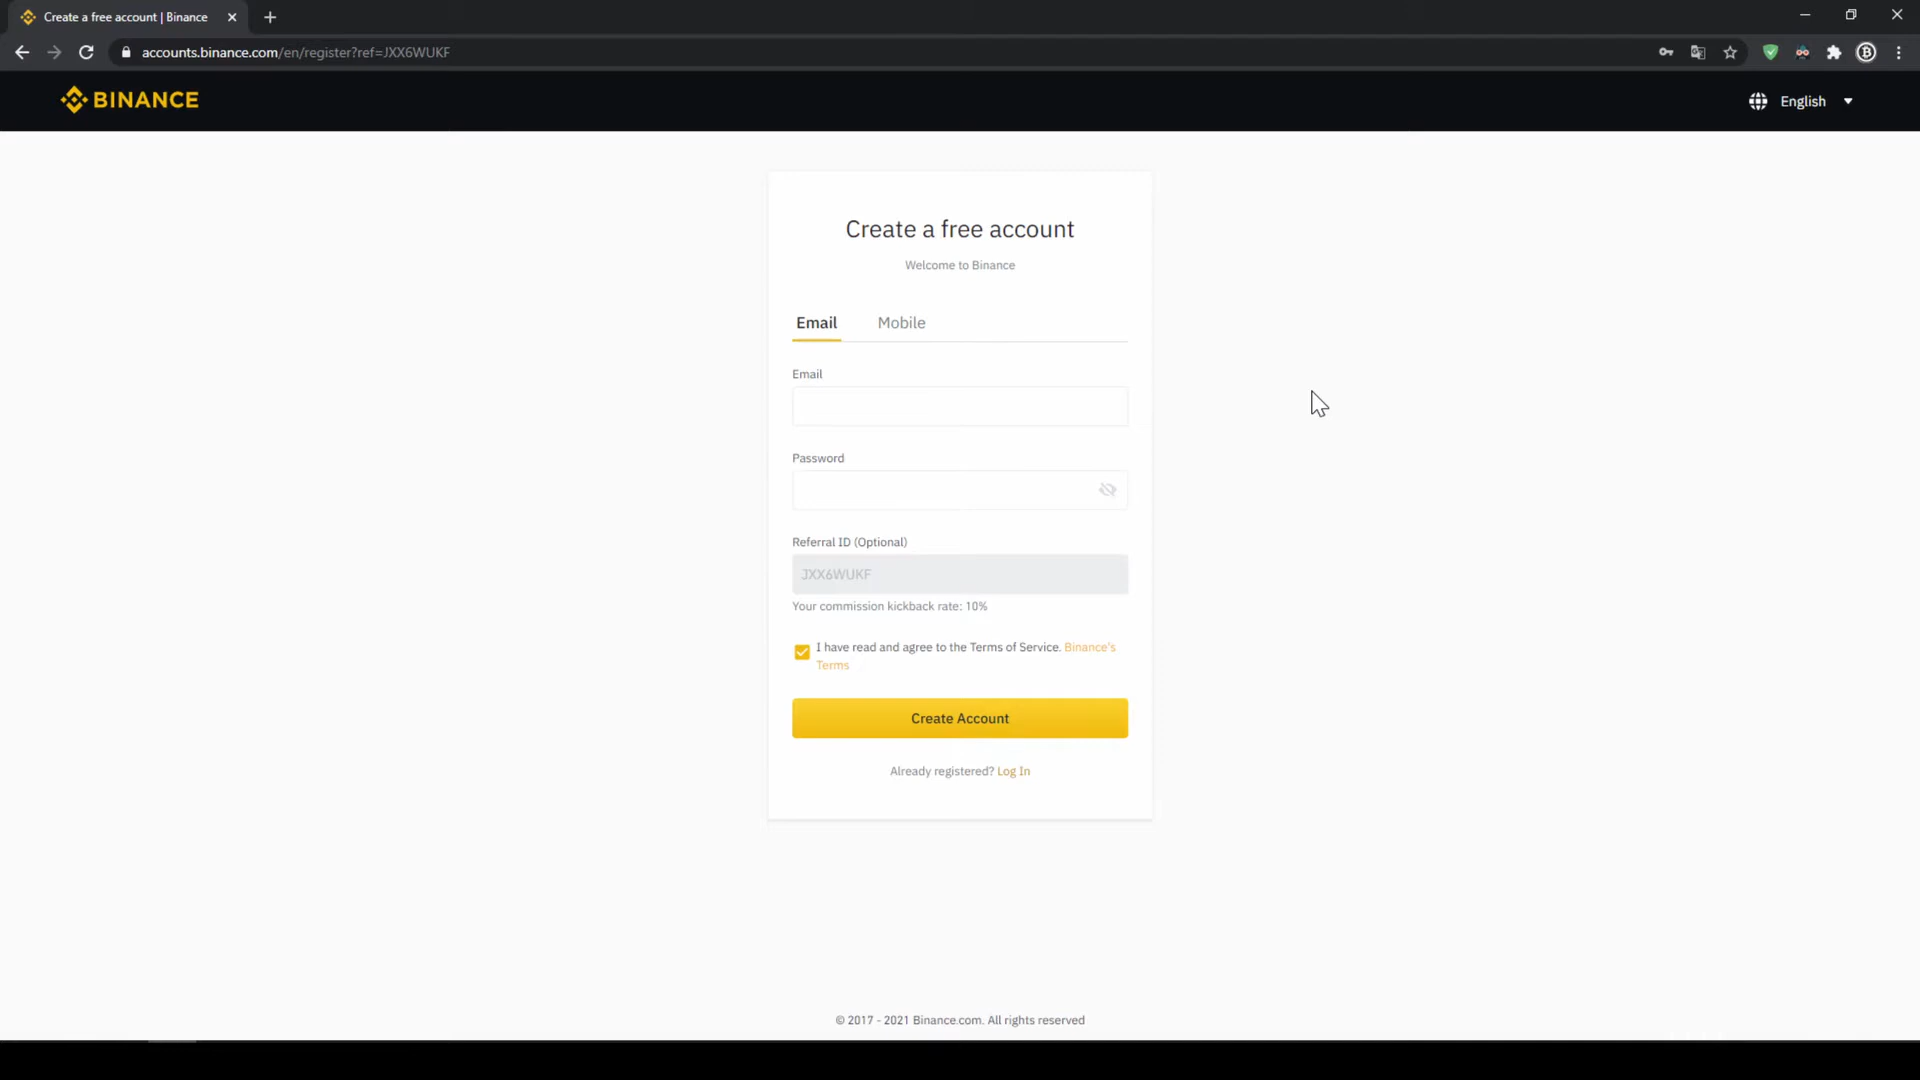 Create a free account | Binance
accounts.binance.com/en/register?ref=JXX6WUKF
BINANCE
English
Create a free account
Welcome to Binance
Email Mobile
Email
Password
Referral ID (Optional)
JXX6WUKF
Your commission kickback rate: 10%
I have read and agree to the Terms of Service. Binance's
Terms
Create Account
Already registered? Log In
© 2017 - 2021 Binance.com. All rights reserved